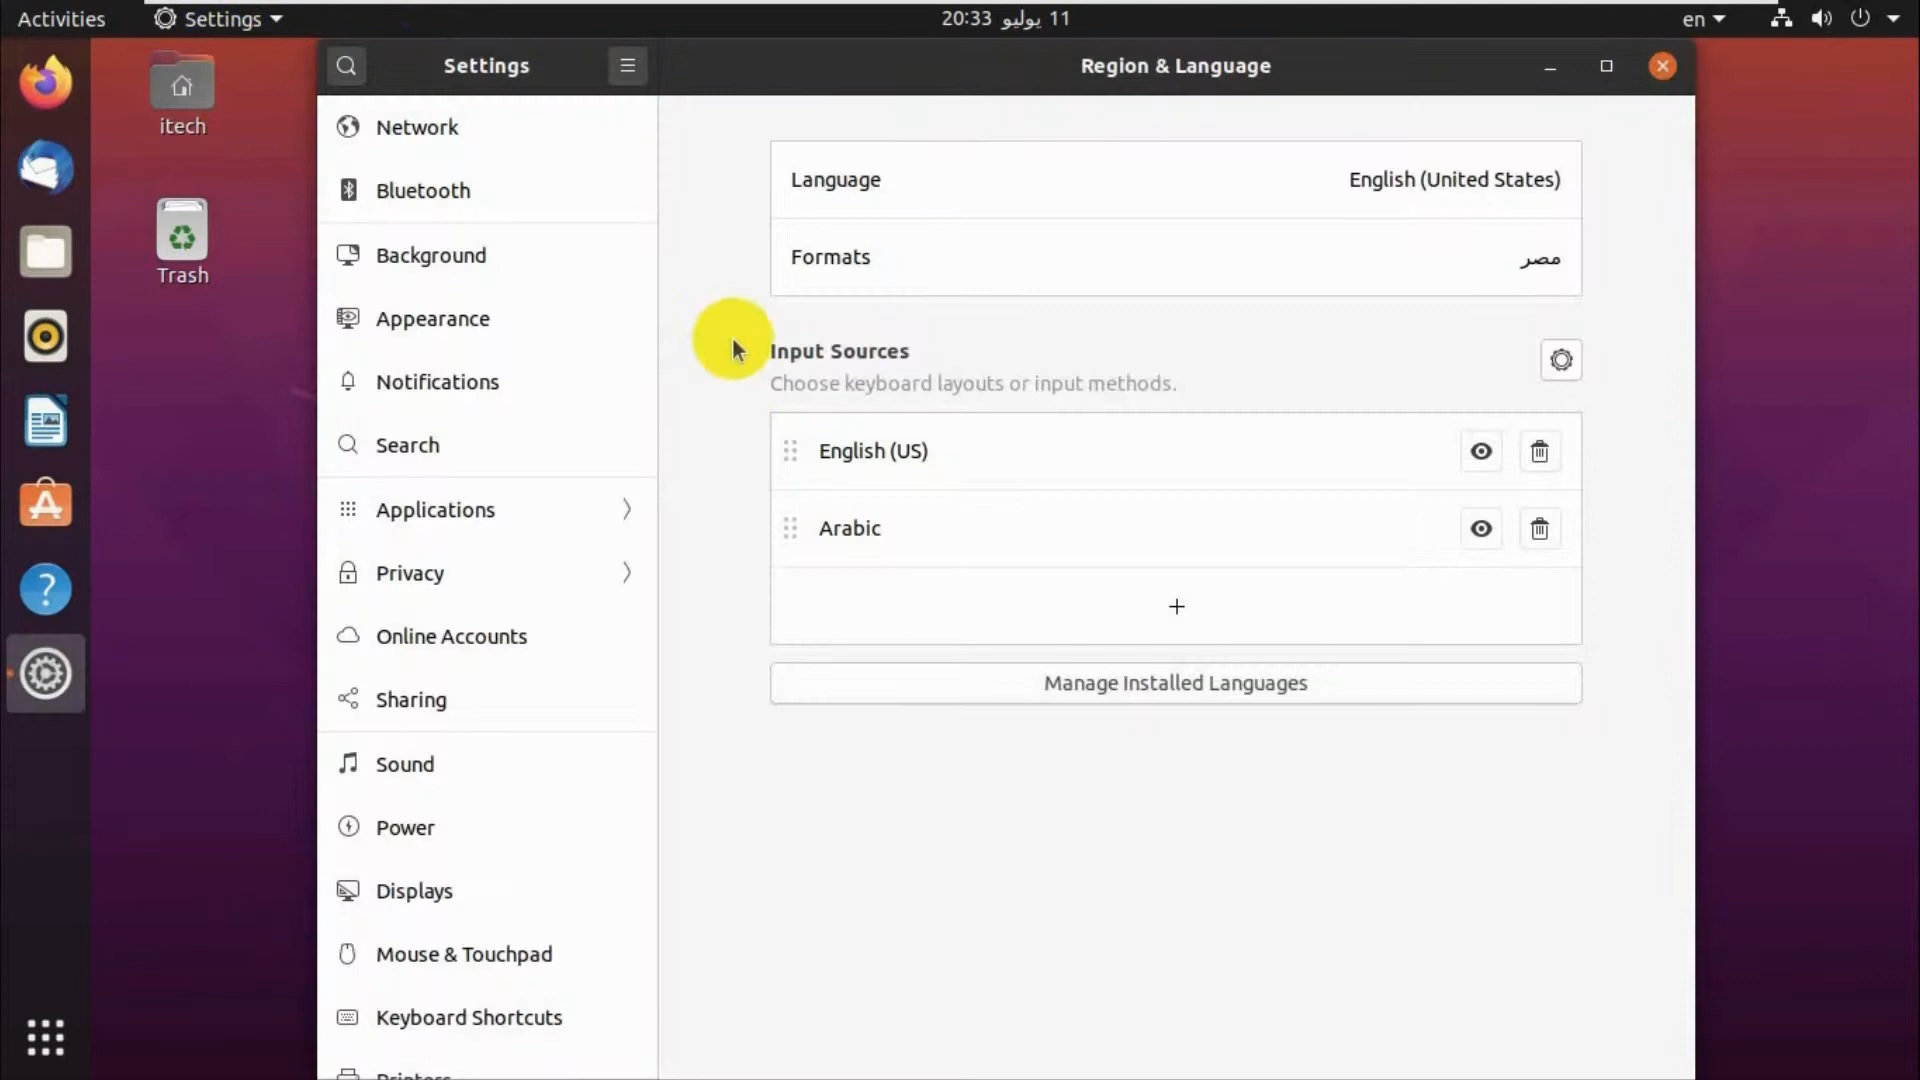 Activities
Settings
11 يوليو 20:33
en
itech
Trash
Settings
Network
Bluetooth
Background
Appearance
Notifications
Search
Applications
Privacy
Online Accounts
Sharing
Sound
Power
Displays
Mouse & Touchpad
Keyboard Shortcuts
Printers
Region & Language
Language English (United States)
Formats مصر
Input Sources
Choose keyboard layouts or input methods.
English (US)
Arabic
+
Manage Installed Languages